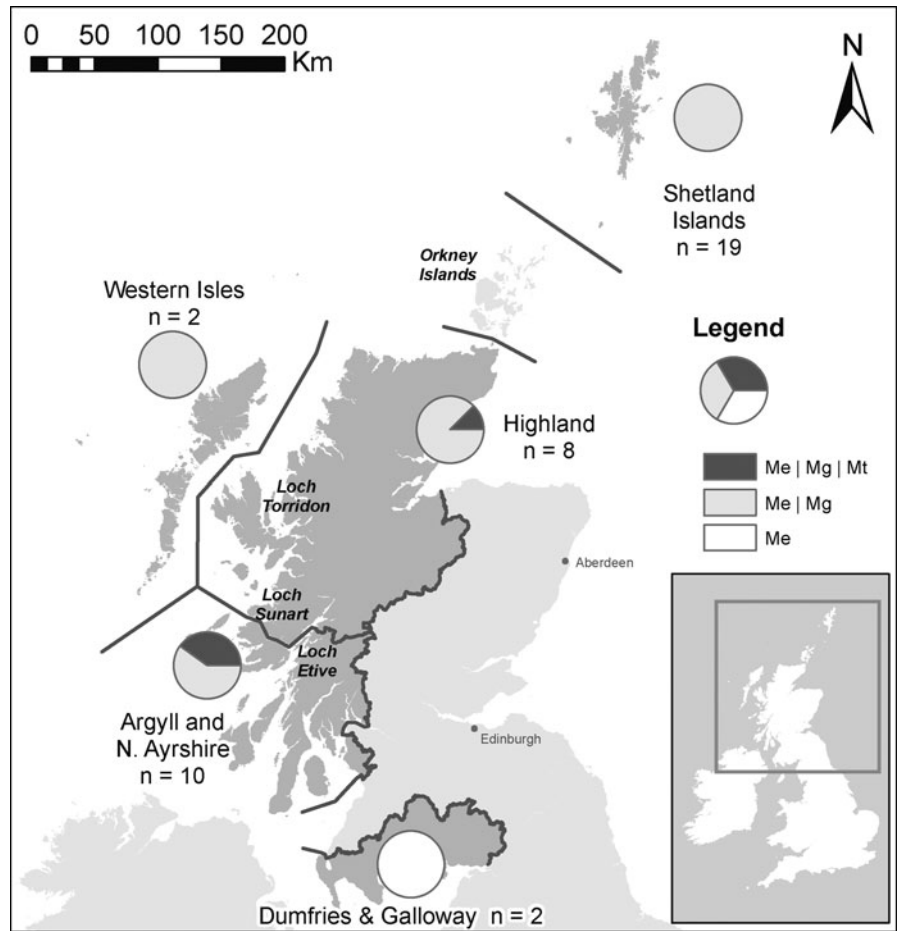 0 50 100 150 200
Km
N
Shetland
Islands
n = 19
Orkney
Islands
Western Isles
n = 2
Legend
Me | Mg | Mt
Me | Mg
Me
Highland
n = 8
Loch
Torridon
Aberdeen
Loch
Sunart
Loch
Etive
Argyll and
N. Ayrshire
n = 10
Edinburgh
Dumfries & Galloway n = 2